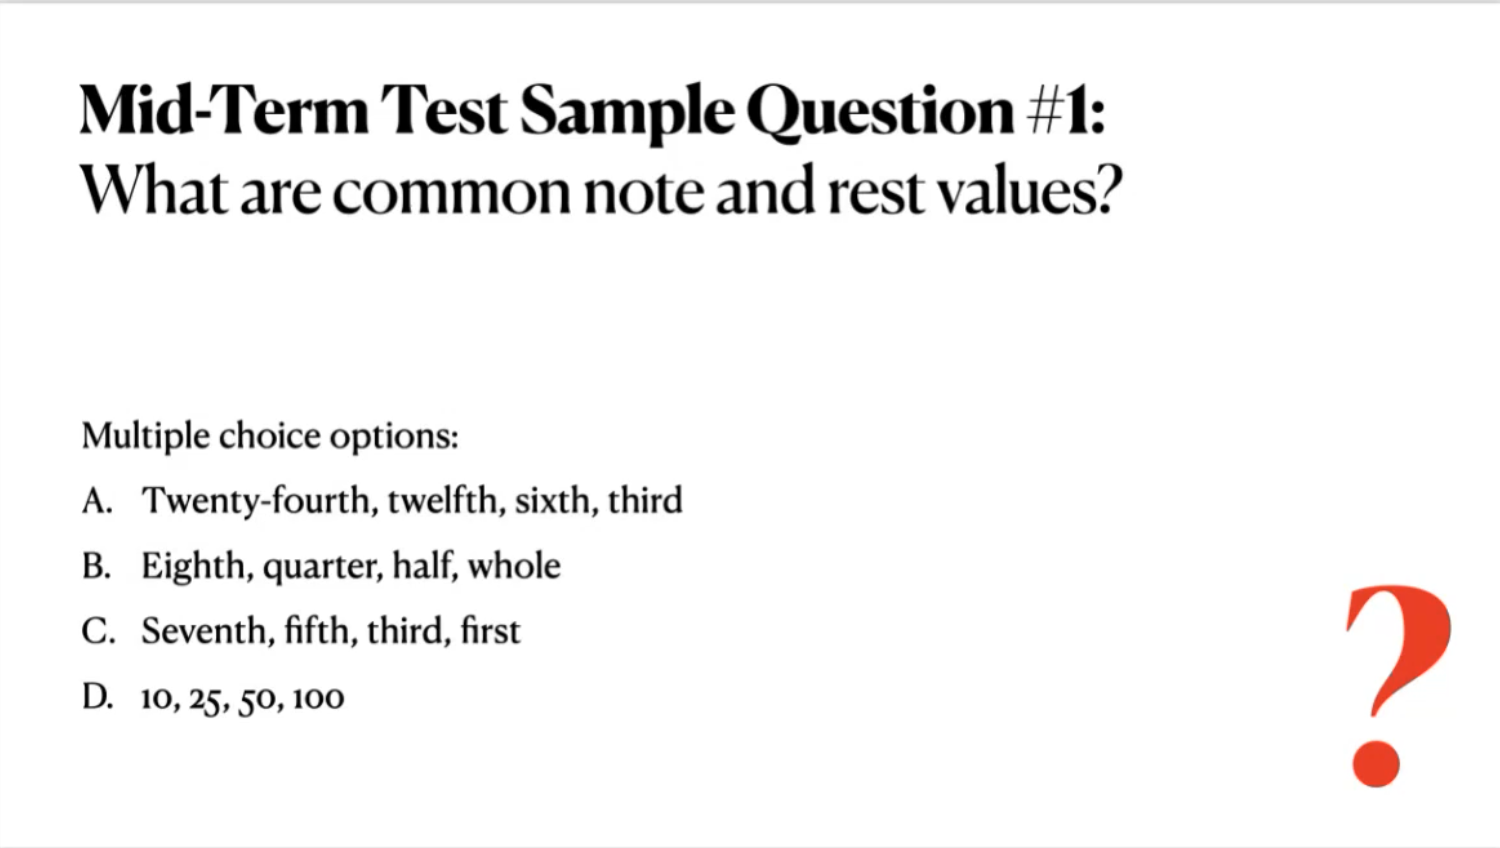 Mid-Term Test Sample Question #1:
What are common note and rest values?
Multiple choice options:
A. Twenty-fourth, twelfth, sixth, third
B. Eighth, quarter, half, whole
C. Seventh, fifth, third, first
D. 10, 25, 50, 100
?